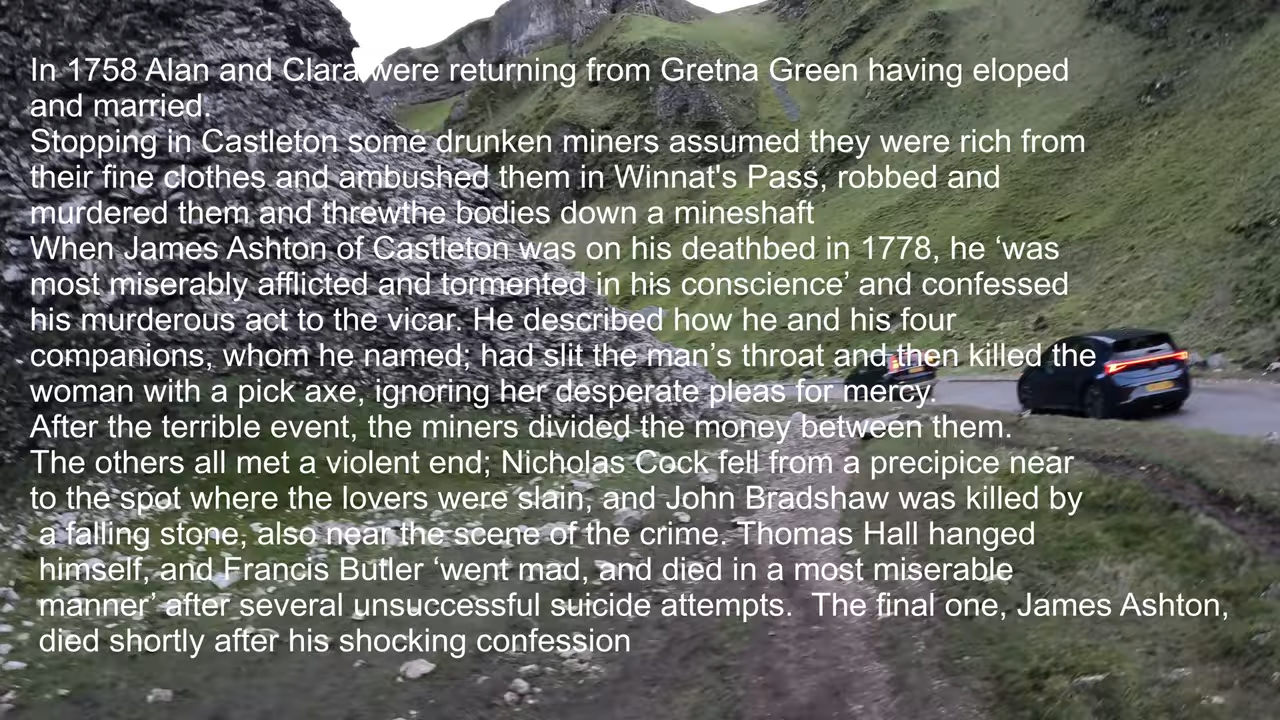 In 1758 Alan and Clara were returning from Gretna Green having eloped
and married.
Stopping in Castleton some drunken miners assumed they were rich from
their fine clothes and ambushed them in Winnat's Pass, robbed and
murdered them and threwthe bodies down a mineshaft
When James Ashton of Castleton was on his deathbed in 1778, he ‘was
most miserably afflicted and tormented in his conscience’ and confessed
his murderous act to the vicar. He described how he and his four
companions, whom he named; had slit the man’s throat and then killed the
woman with a pick axe, ignoring her desperate pleas for mercy.
After the terrible event, the miners divided the money between them.
The others all met a violent end; Nicholas Cock fell from a precipice near
to the spot where the lovers were slain, and John Bradshaw was killed by
a falling stone, also near the scene of the crime. Thomas Hall hanged
himself, and Francis Butler ‘went mad, and died in a most miserable
manner’ after several unsuccessful suicide attempts.  The final one, James Ashton,
died shortly after his shocking confession